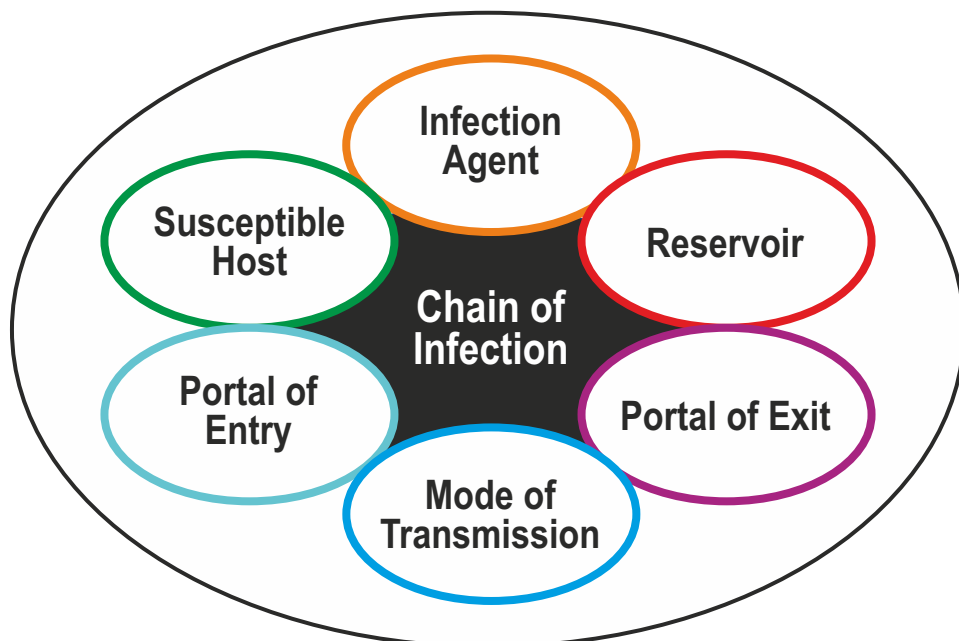 Infection
Agent
Susceptible
Host
Reservoir
Chain of
Infection
Portal of
Entry
Portal of Exit
Mode of
Transmission